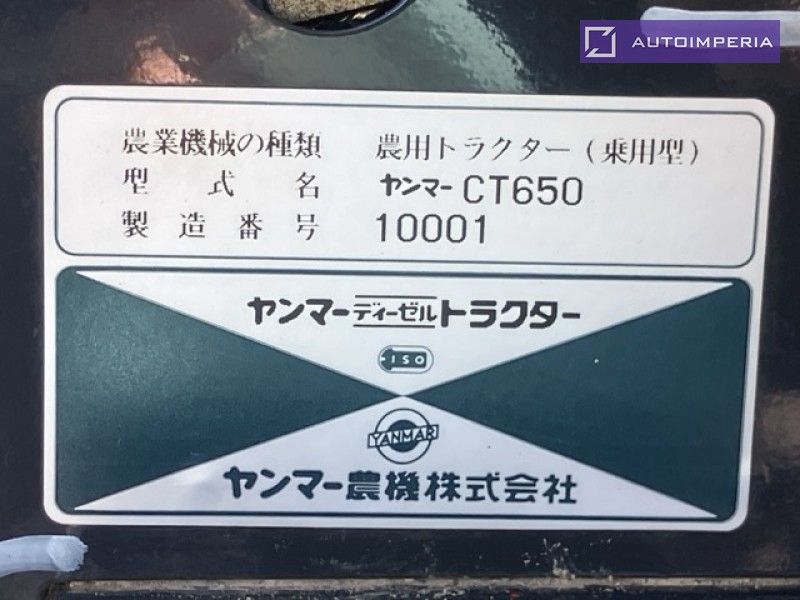 AUTOIMPERIA
農業機械の種類 農用トラクター(乗用型)
型式名 ヤンマー CT650
製造番号 10001
ヤンマーディーゼルトラクター
ISO
YANMAR
ヤンマー農機株式会社